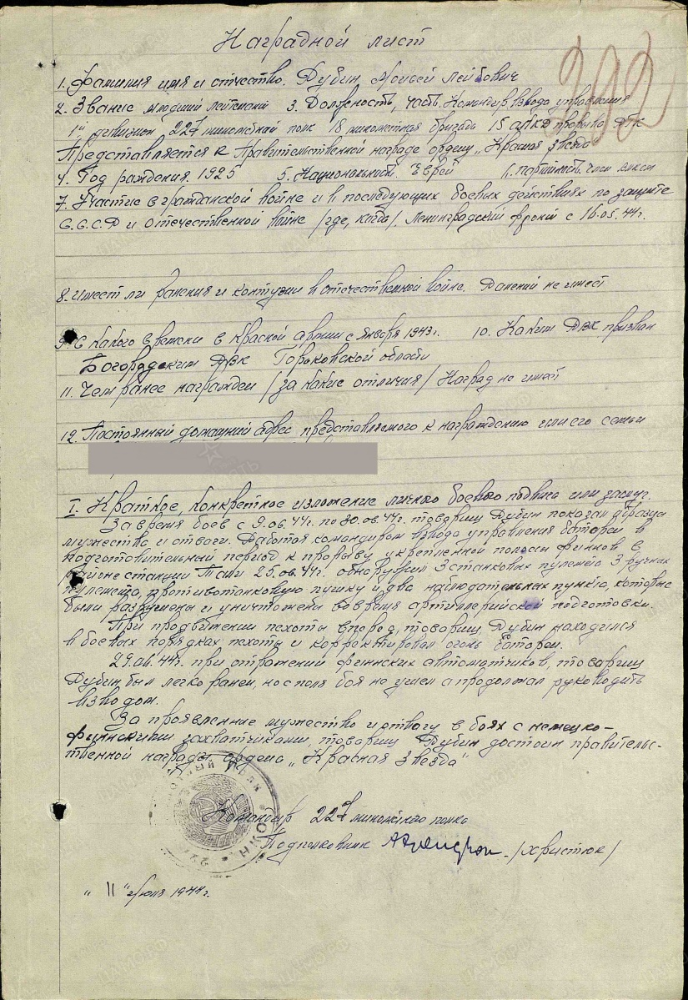 Наградной лист
392
1. Фамилия имя и отчество. Дубин Моисей Лейбович
2. Звание младший лейтенант 3. Должность, часть. Командир взвода управления
1й дивизион 227 минометный полк 18 минометная бригада 15 АПКД прорыва РГК
Представляется к Правительственной награде ордену „Красная звезда"
4. Год рождения. 1925 5. Национальность. Еврей 6. партийность. член влксм
7. Участие в гражданской войне и в последующих боевых действиях по защите
С.С.С.Р и отечественной войне /где, когда/. Ленинградский фронт с 16.05.44г.
8. имеет ли ранения и контузии в отечественной войне. Ранений не имеет
9. С какого времени в Красной армии с января 1943г. 10. Каким РВК призван
Богородским РВК Горьковской области
11. Чем ранее награжден /за какие отличия/ Наград не имеет
12. Постоянный домашний адрес представляемого к награждению или его семьи
I. Краткое, конкретное изложение личного боевого подвига или заслуг.
За время боев с 9.06.44г. по 30.06.44г. товарищ Дубин показал образцы
мужества и отваги. Работая командиром взвода управления батареи в
подготовительный период к прорыву укрепленной полосы финнов в
районе станции Тали 25.06.44г. обнаружил 3 станковых пулемета 3 ручных
пулемета, противотанковую пушку и два наблюдательных пункта, которые
были разрушены и уничтожены во время артиллерийской подготовки.
При продвижении пехоты вперед, товарищ Дубин находился
в боевых порядках пехоты и корректировал огонь батареи.
29.06.44г. при отражении финнских автоматчиков, товарищ
Дубин был легко ранен, но с поля боя не ушел а продолжал руководить
взводом.
За проявленные мужество и отвагу в боях с немецко-
финнскими захватчиками, товарищ Дубин достоин правительс-
твенной награды ордена „Красная звезда"
Командир 227 минометного полка
Подполковник /Христюк/
„11" июля 1944г.